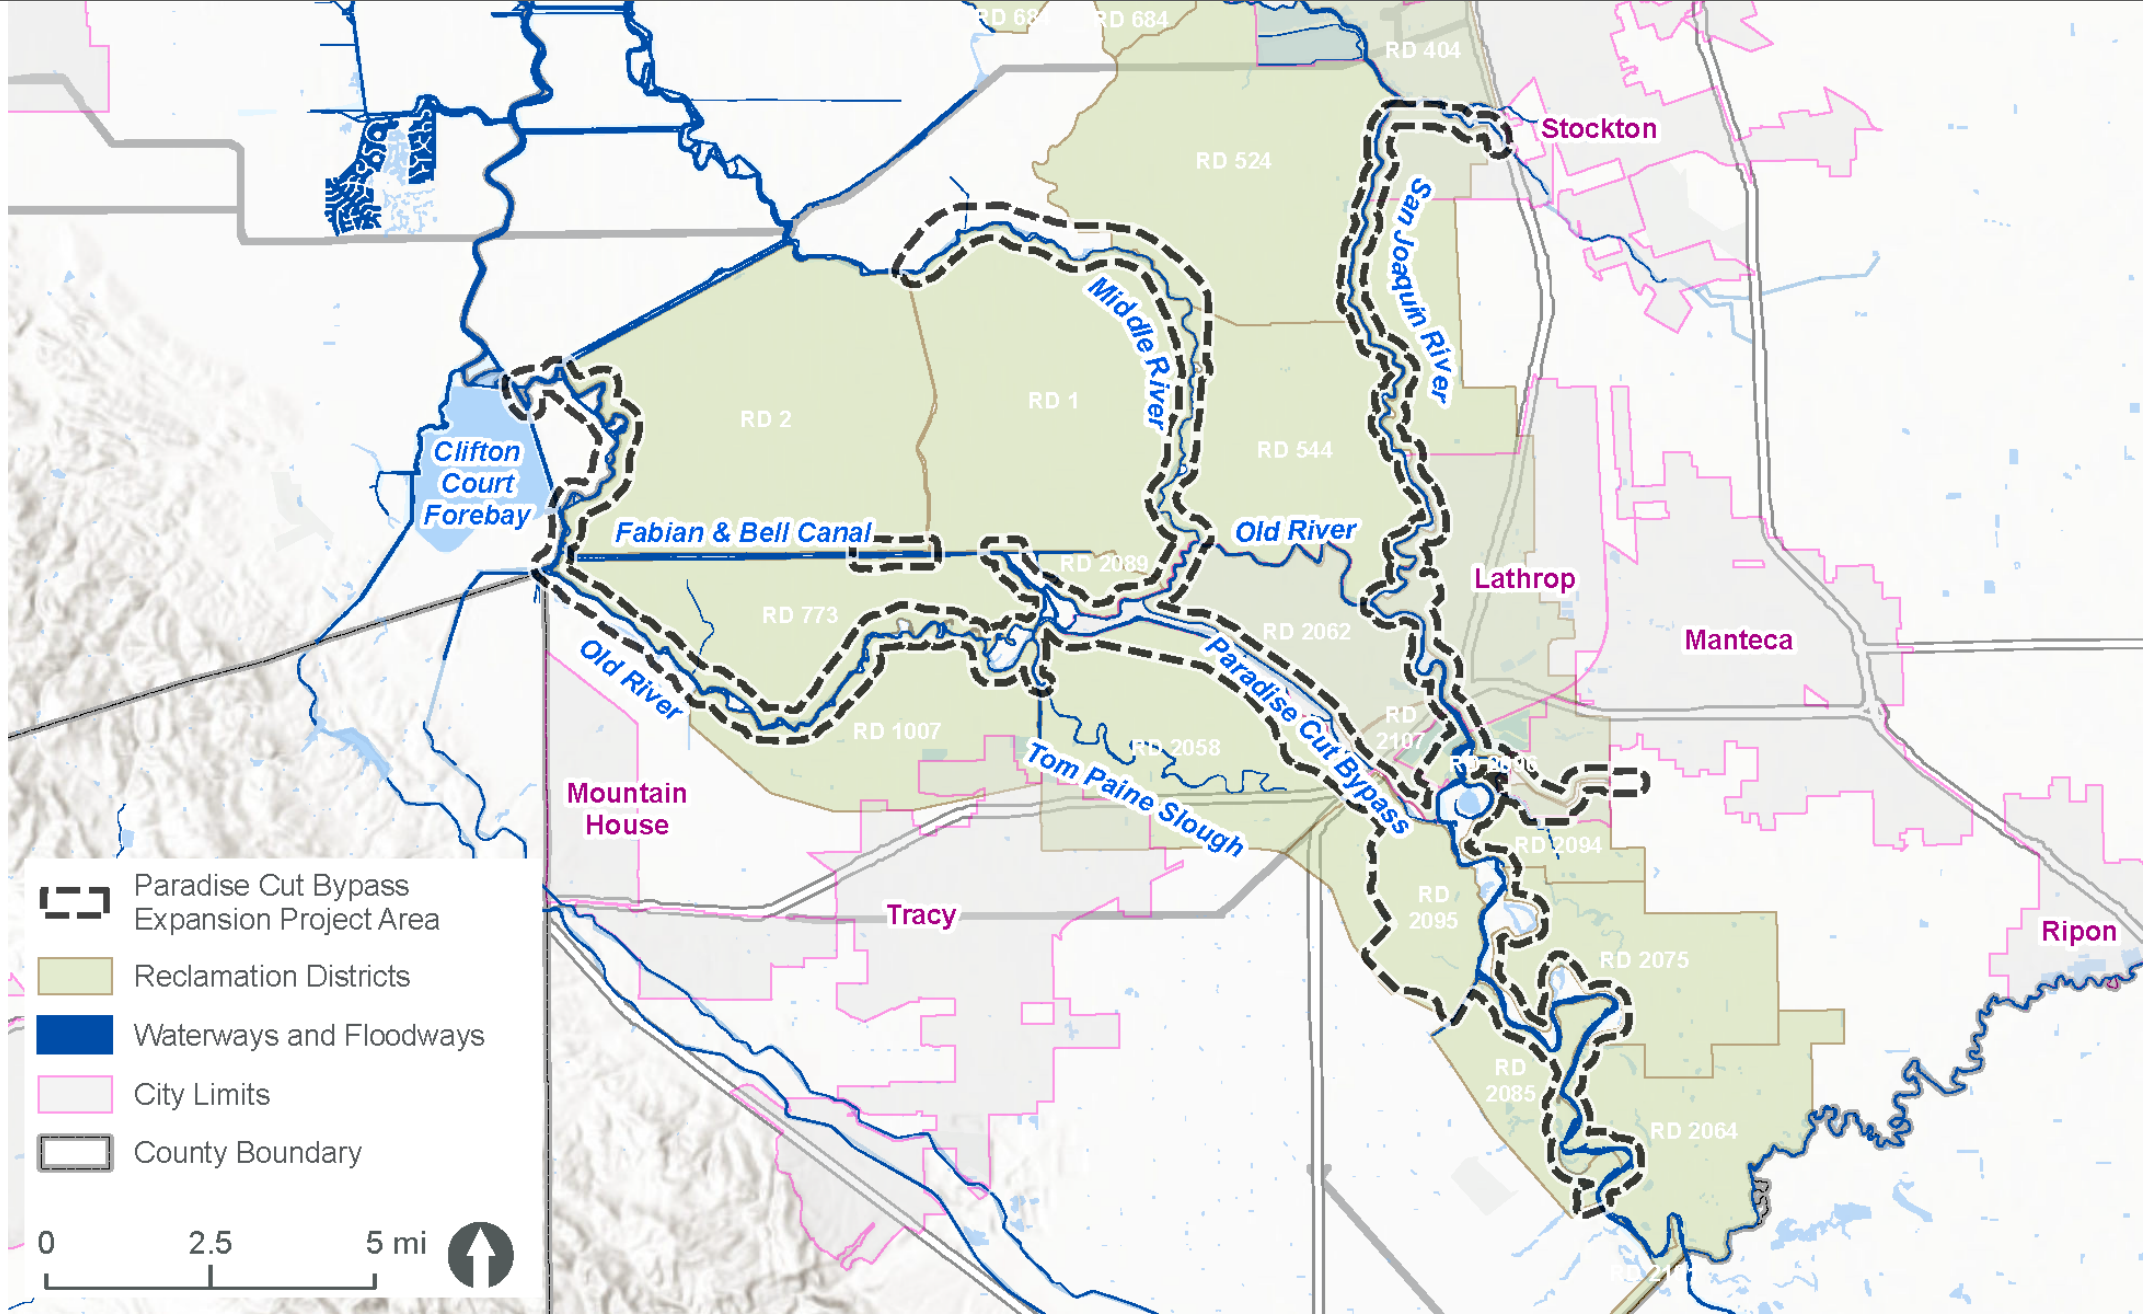 RD 684
RD 684
RD 404
Stockton
RD 524
San Joaquin River
Middle River
RD 2
RD 1
RD 544
Clifton
Court
Forebay
Fabian & Bell Canal
Old River
RD 2089
Lathrop
RD 773
RD 2062
Manteca
Old River
Paradise Cut Bypass
RD 1007
RD
2107
RD 2058
RD 2096
Tom Paine Slough
Mountain
House
RD 2094
Tracy
RD
2095
Ripon
RD 2075
RD
2085
RD 2064
Paradise Cut Bypass
Expansion Project Area
Reclamation Districts
Waterways and Floodways
City Limits
County Boundary
0 2.5 5 mi